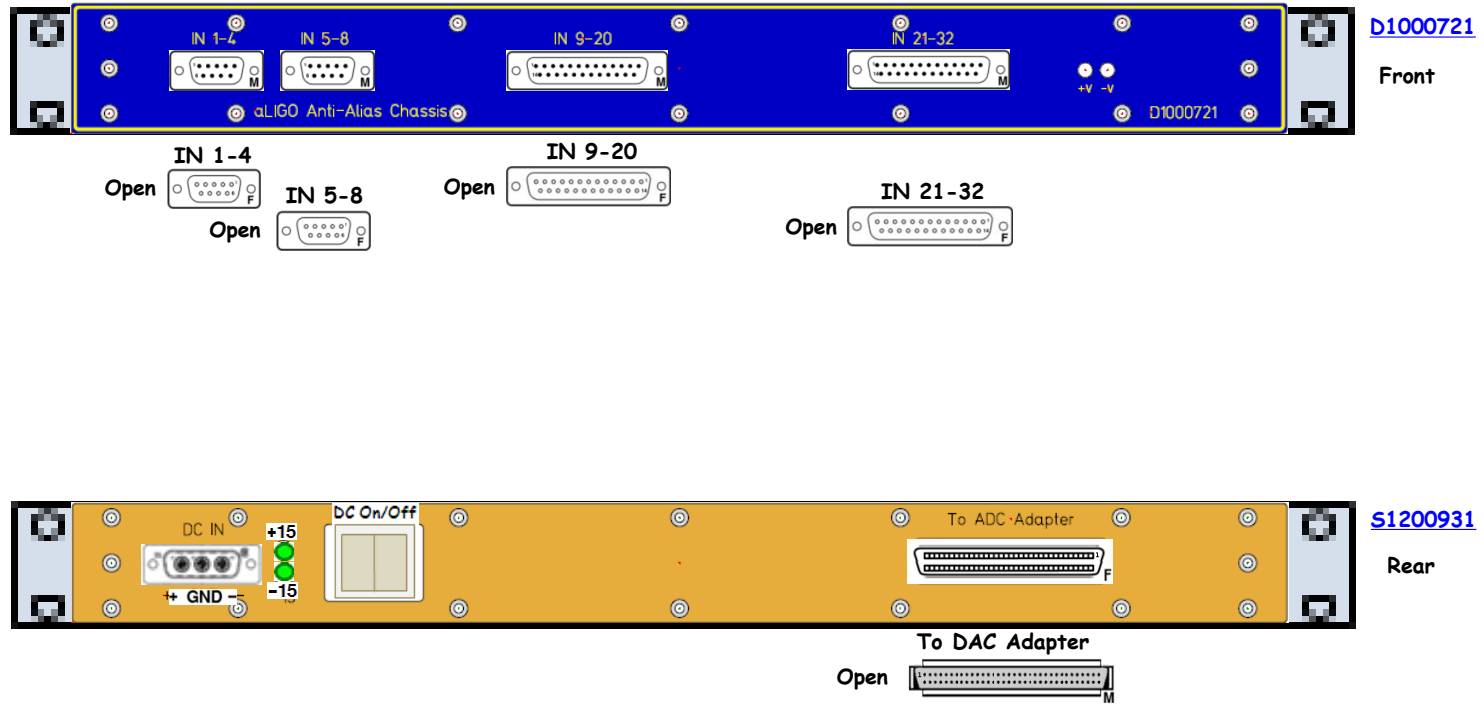 D1000721
Front
IN 1-4
IN 5-8
IN 9-20
IN 21-32
M
M
M
M
+V -V
aLIGO Anti-Alias Chassis
D1000721
IN 1-4
Open
F
IN 5-8
Open
F
IN 9-20
Open
F
IN 21-32
Open
F
S1200931
Rear
DC IN
+15
-15
DC On/Off
++ GND -
To ADC Adapter
1
F
To DAC Adapter
Open
1
M